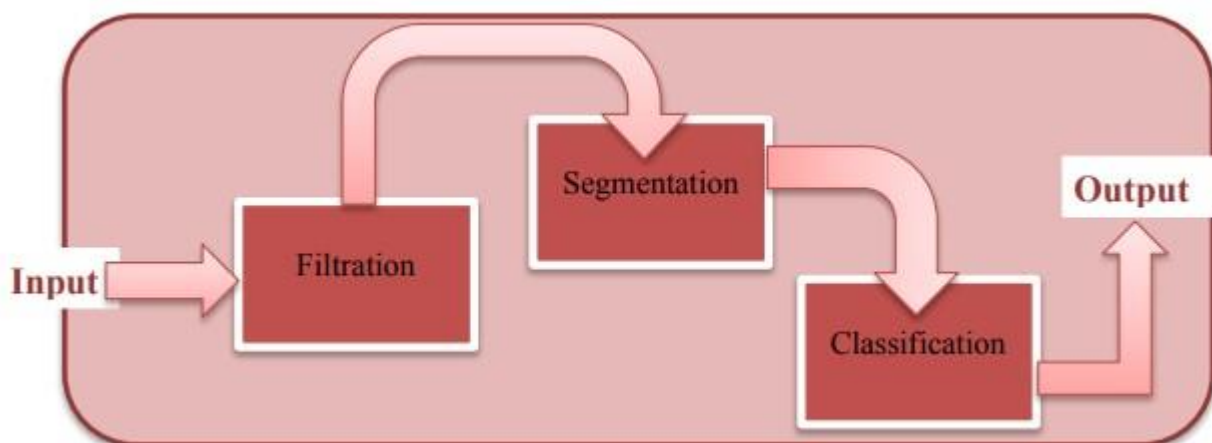 Input
Filtration
Segmentation
Classification
Output